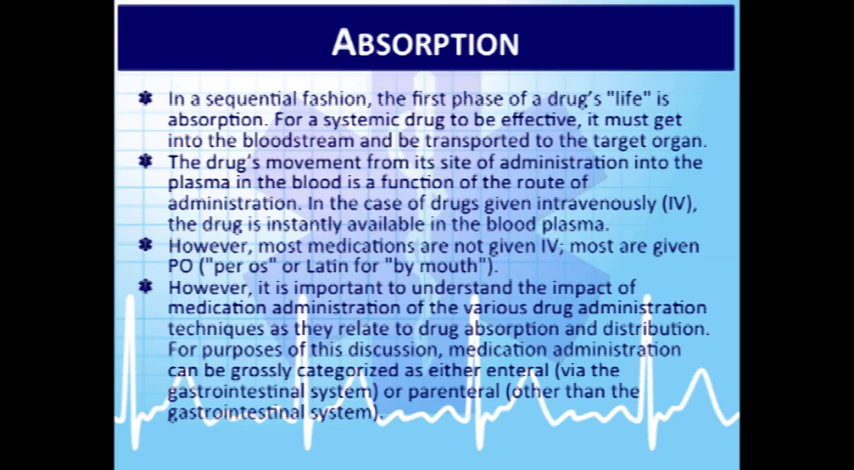 ABSORPTION
In a sequential fashion, the first phase of a drug's "life" is
absorption. For a systemic drug to be effective, it must get
into the bloodstream and be transported to the target organ.
The drug's movement from its site of administration into the
plasma in the blood is a function of the route of
administration. In the case of drugs given intravenously (IV),
the drug is instantly available in the blood plasma.
However, most medications are not given IV; most are given
PO ("per os" or Latin for "by mouth").
However, it is important to understand the impact of
medication administration of the various drug administration
techniques as they relate to drug absorption and distribution.
For purposes of this discussion, medication administration
can be grossly categorized as either enteral (via the
gastrointestinal system) or parenteral (other than the
gastrointestinal system).